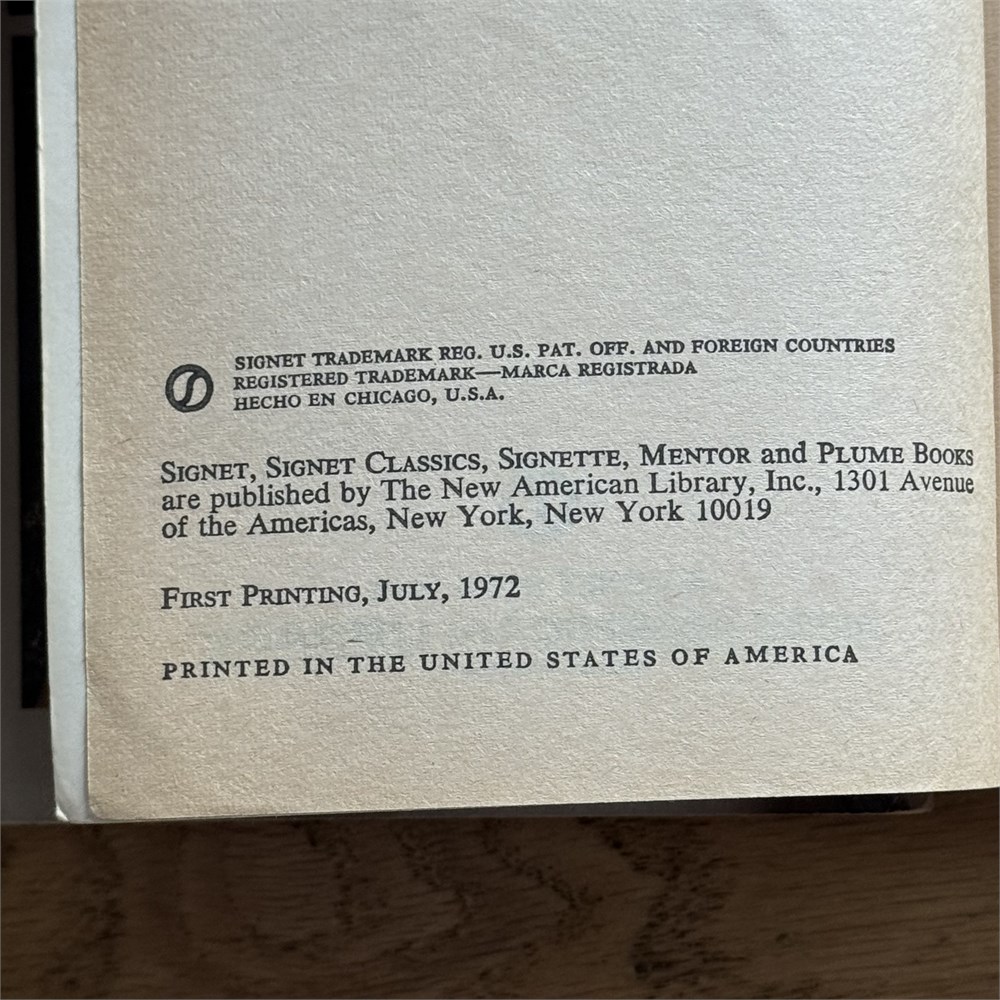 SIGNET TRADEMARK REG. U.S. PAT. OFF. AND FOREIGN COUNTRIES
REGISTERED TRADEMARK—MARCA REGISTRADA
HECHO EN CHICAGO, U.S.A.
SIGNET, SIGNET CLASSICS, SIGNETTE, MENTOR and PLUME BOOKS
are published by The New American Library, Inc., 1301 Avenue
of the Americas, New York, New York 10019
FIRST PRINTING, JULY, 1972
PRINTED IN THE UNITED STATES OF AMERICA